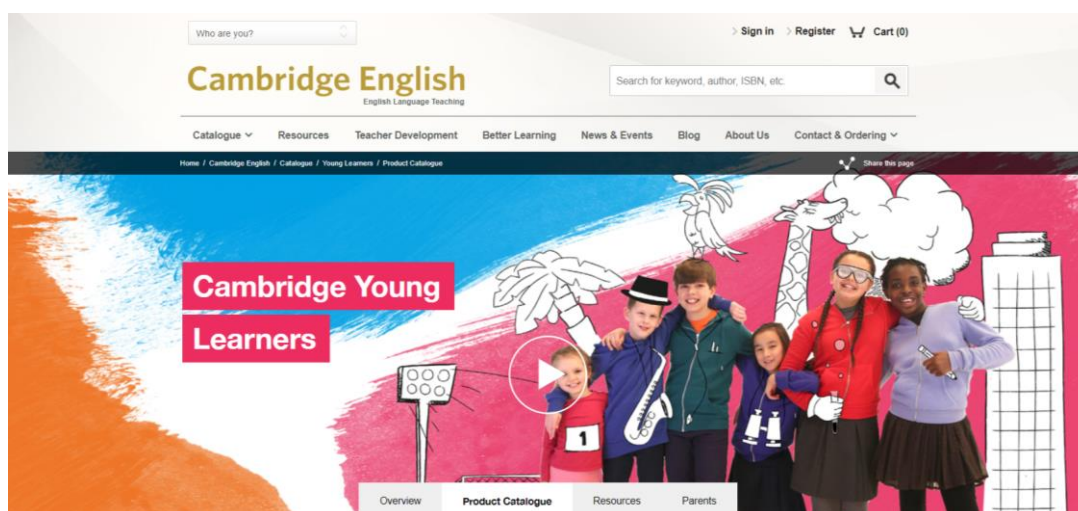 Who are you?
Sign in Register Cart (0)
Cambridge English
English Language Teaching
Search for keyword, author, ISBN, etc.
Catalogue Resources Teacher Development Better Learning News & Events Blog About Us Contact & Ordering
Home / Cambridge English / Catalogue / Young Learners / Product Catalogue
Share this page
Cambridge Young
Learners
1
Overview Product Catalogue Resources Parents